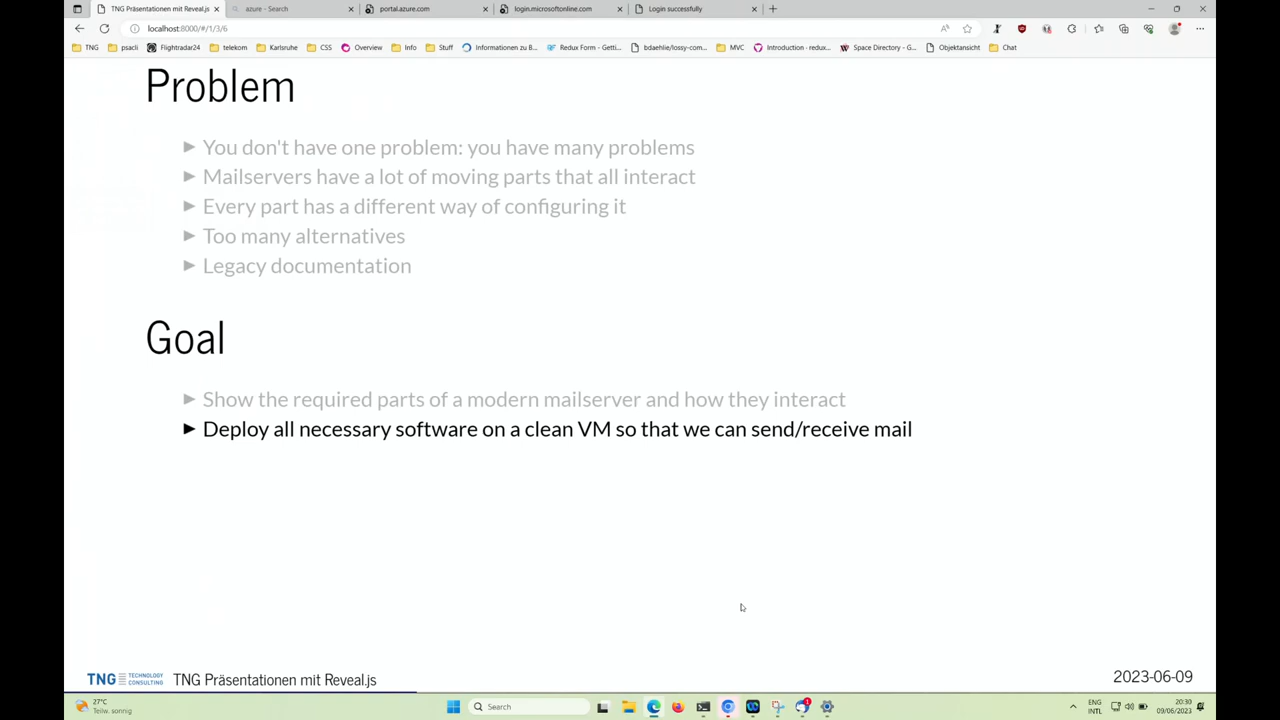 TNG Präsentationen mit Reveal.js
azure - Search
portal.azure.com
login.microsoftonline.com
Login successfully
localhost:8000/#/1/3/6
TNG
psacli
Flightradar24
telekom
Karlsruhe
CSS
Overview
Info
Stuff
Informationen zu B...
Redux Form - Getti...
bdaehlie/lossy-com...
MVC
Introduction · redux...
Space Directory - G...
Objektansicht
Chat
Problem
You don't have one problem: you have many problems
Mailservers have a lot of moving parts that all interact
Every part has a different way of configuring it
Too many alternatives
Legacy documentation
Goal
Show the required parts of a modern mailserver and how they interact
Deploy all necessary software on a clean VM so that we can send/receive mail
TNG TECHNOLOGY CONSULTING
TNG Präsentationen mit Reveal.js
2023-06-09
27°C
Teilw. sonnig
Search
ENG
INTL
20:30
09/06/2023